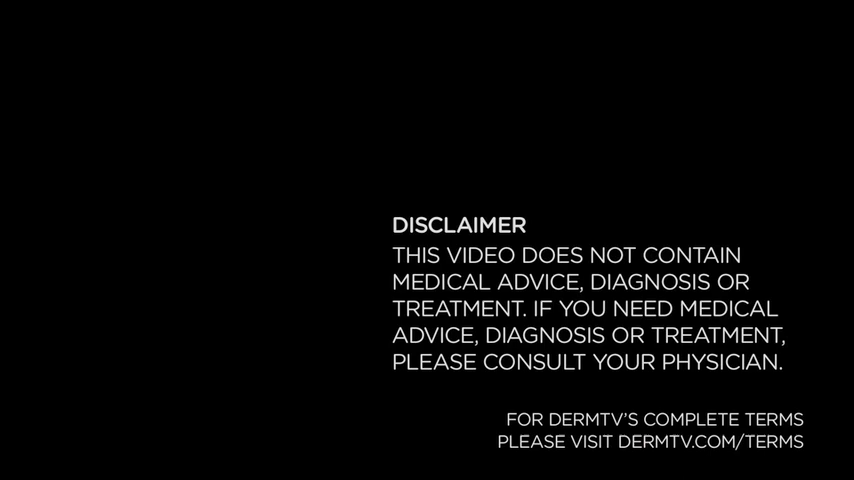 DISCLAIMER
THIS VIDEO DOES NOT CONTAIN
MEDICAL ADVICE, DIAGNOSIS OR
TREATMENT. IF YOU NEED MEDICAL
ADVICE, DIAGNOSIS OR TREATMENT,
PLEASE CONSULT YOUR PHYSICIAN.
FOR DERMTV'S COMPLETE TERMS
PLEASE VISIT DERMTV.COM/TERMS